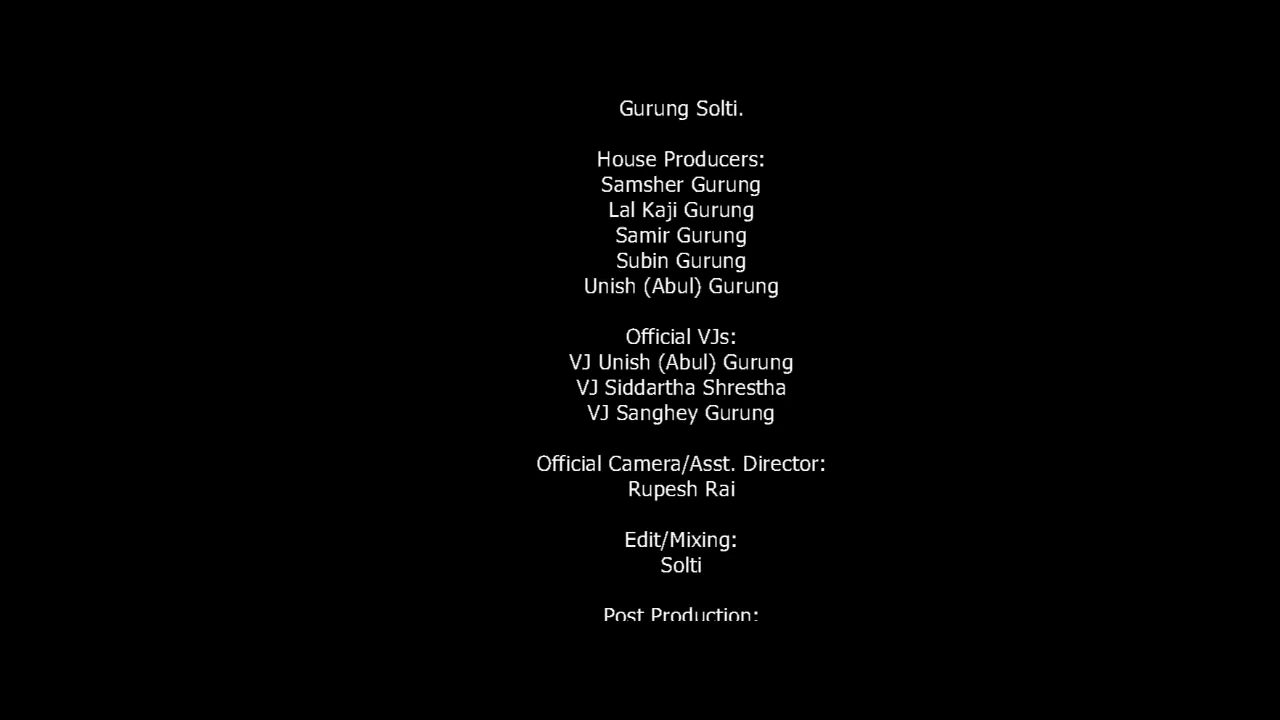 Gurung Solti.
House Producers:
Samsher Gurung
Lal Kaji Gurung
Samir Gurung
Subin Gurung
Unish (Abul) Gurung
Official VJs:
VJ Unish (Abul) Gurung
VJ Siddartha Shrestha
VJ Sanghey Gurung
Official Camera/Asst. Director:
Rupesh Rai
Edit/Mixing:
Solti
Post Production: